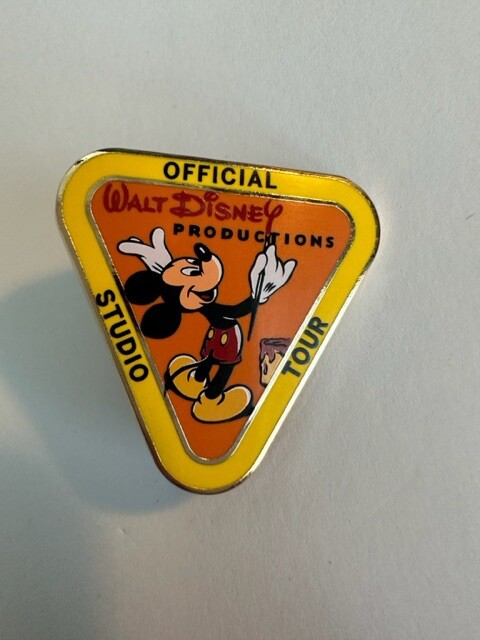 OFFICIAL
WALT DISNEY
PRODUCTIONS
STUDIO
TOUR